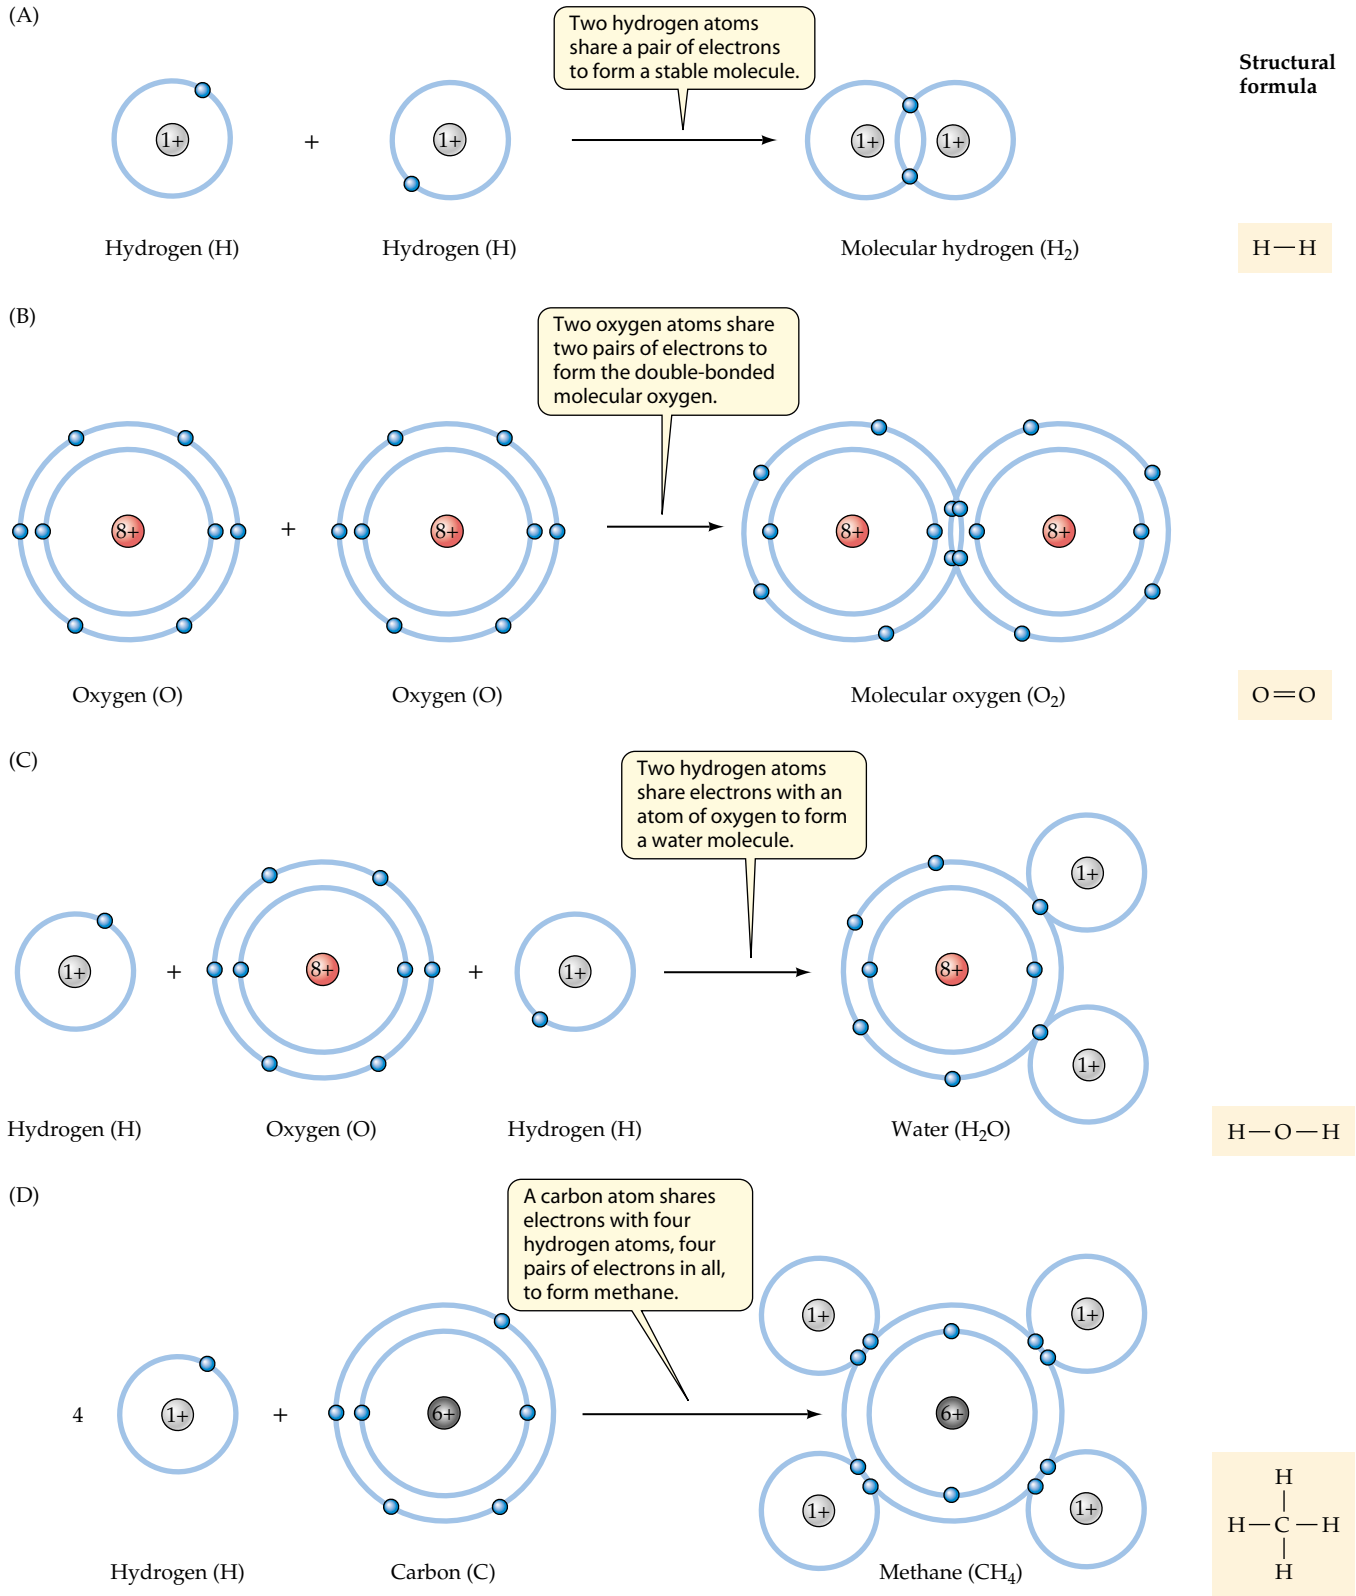 (A)
Two hydrogen atoms
share a pair of electrons
to form a stable molecule.
Structural
formula
1+
+
1+
1+ 1+
Hydrogen (H)
Hydrogen (H)
Molecular hydrogen (H₂)
H—H
(B)
Two oxygen atoms share
two pairs of electrons to
form the double-bonded
molecular oxygen.
8+
+
8+
8+
8+
Oxygen (O)
Oxygen (O)
Molecular oxygen (O₂)
O=O
(C)
Two hydrogen atoms
share electrons with an
atom of oxygen to form
a water molecule.
1+
1+
+
8+
+
1+
8+
1+
Hydrogen (H)
Oxygen (O)
Hydrogen (H)
Water (H₂O)
H—O—H
(D)
A carbon atom shares
electrons with four
hydrogen atoms, four
pairs of electrons in all,
to form methane.
1+
1+
4
1+
+
6+
6+
1+
1+
H
H—C—H
H
Hydrogen (H)
Carbon (C)
Methane (CH₄)